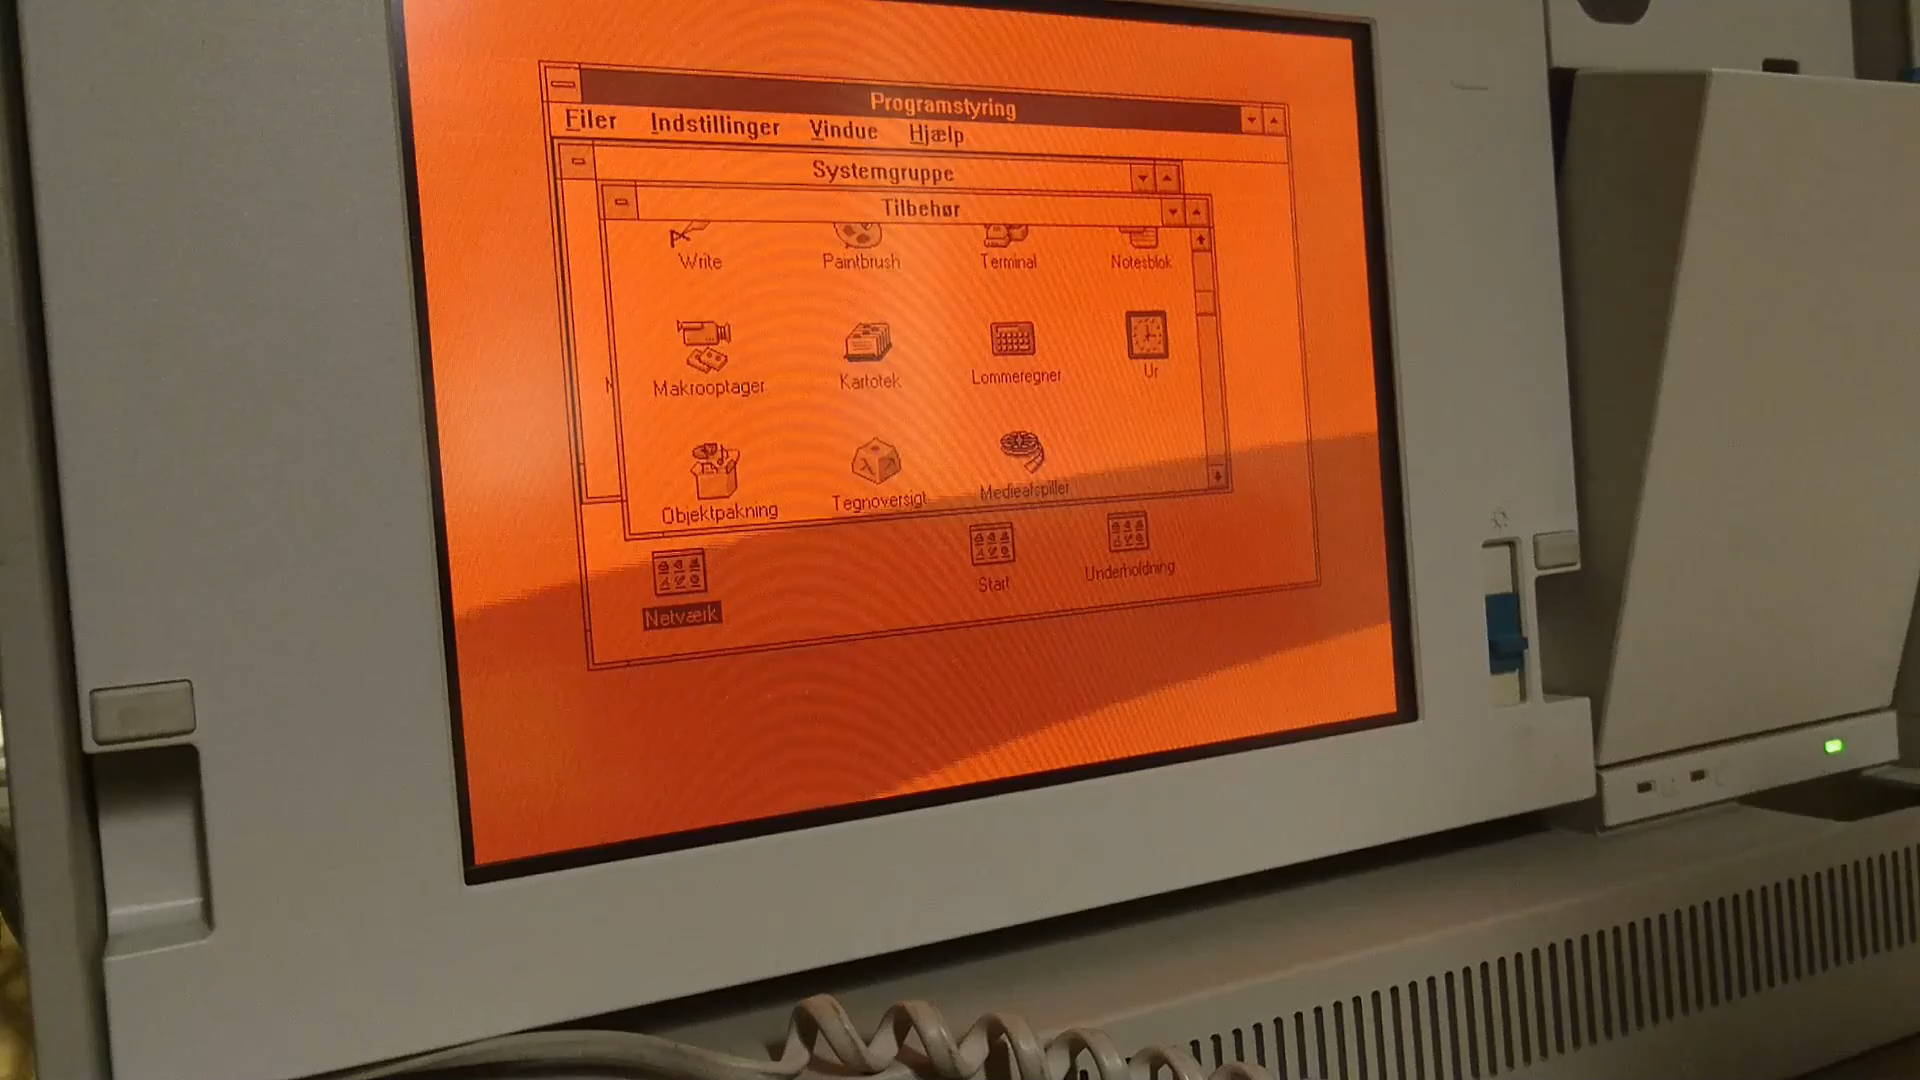 Programstyring
Filer Indstillinger Vindue Hjælp
Systemgruppe
Tilbehør
Write Paintbrush Terminal Notesblok
Makrooptager Kartotek Lommeregner Ur
Objektpakning Tegnoversigt Medieafspiller
Netværk Start Underholdning